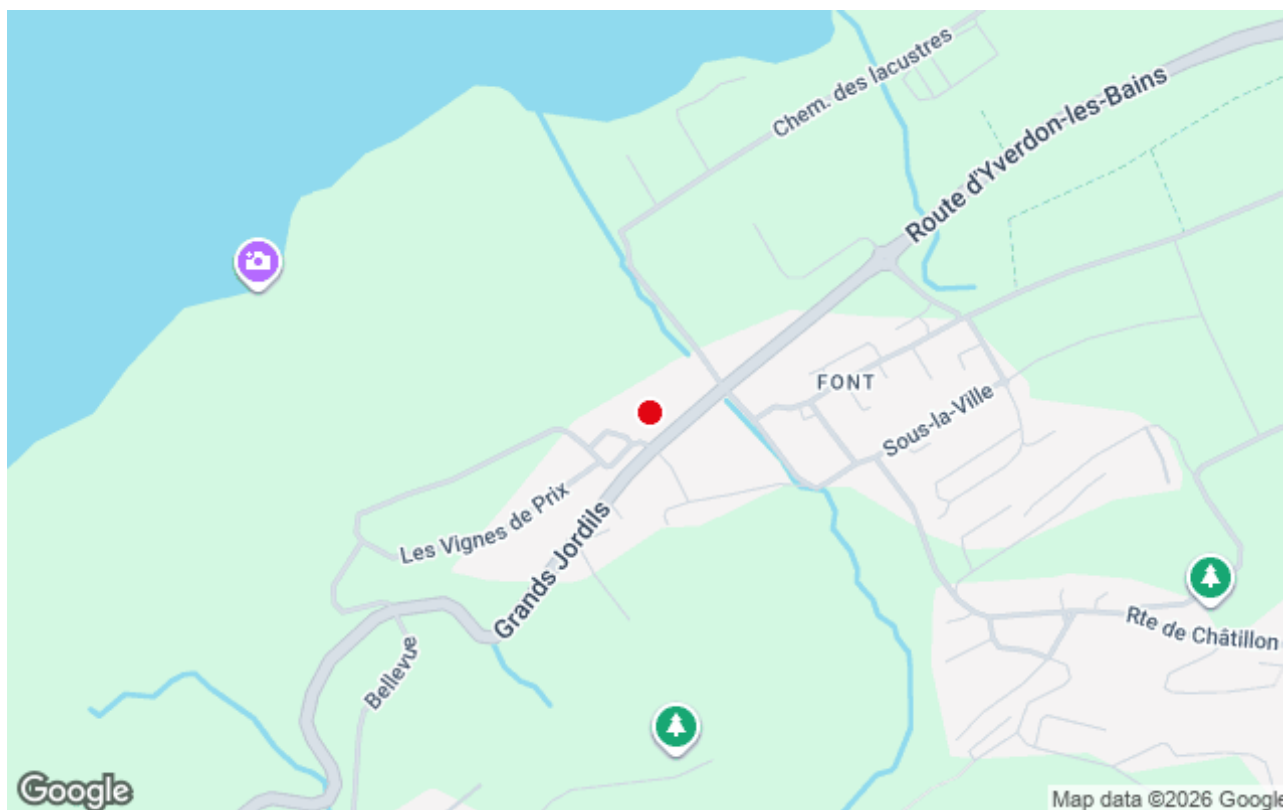 Chem. des lacustres
Route d'Yverdon-les-Bains
FONT
Sous-la-Ville
Les Vignes de Prix
Grands Jordils
Bellevue
Rte de Châtillon
Google
Map data ©2026 Google